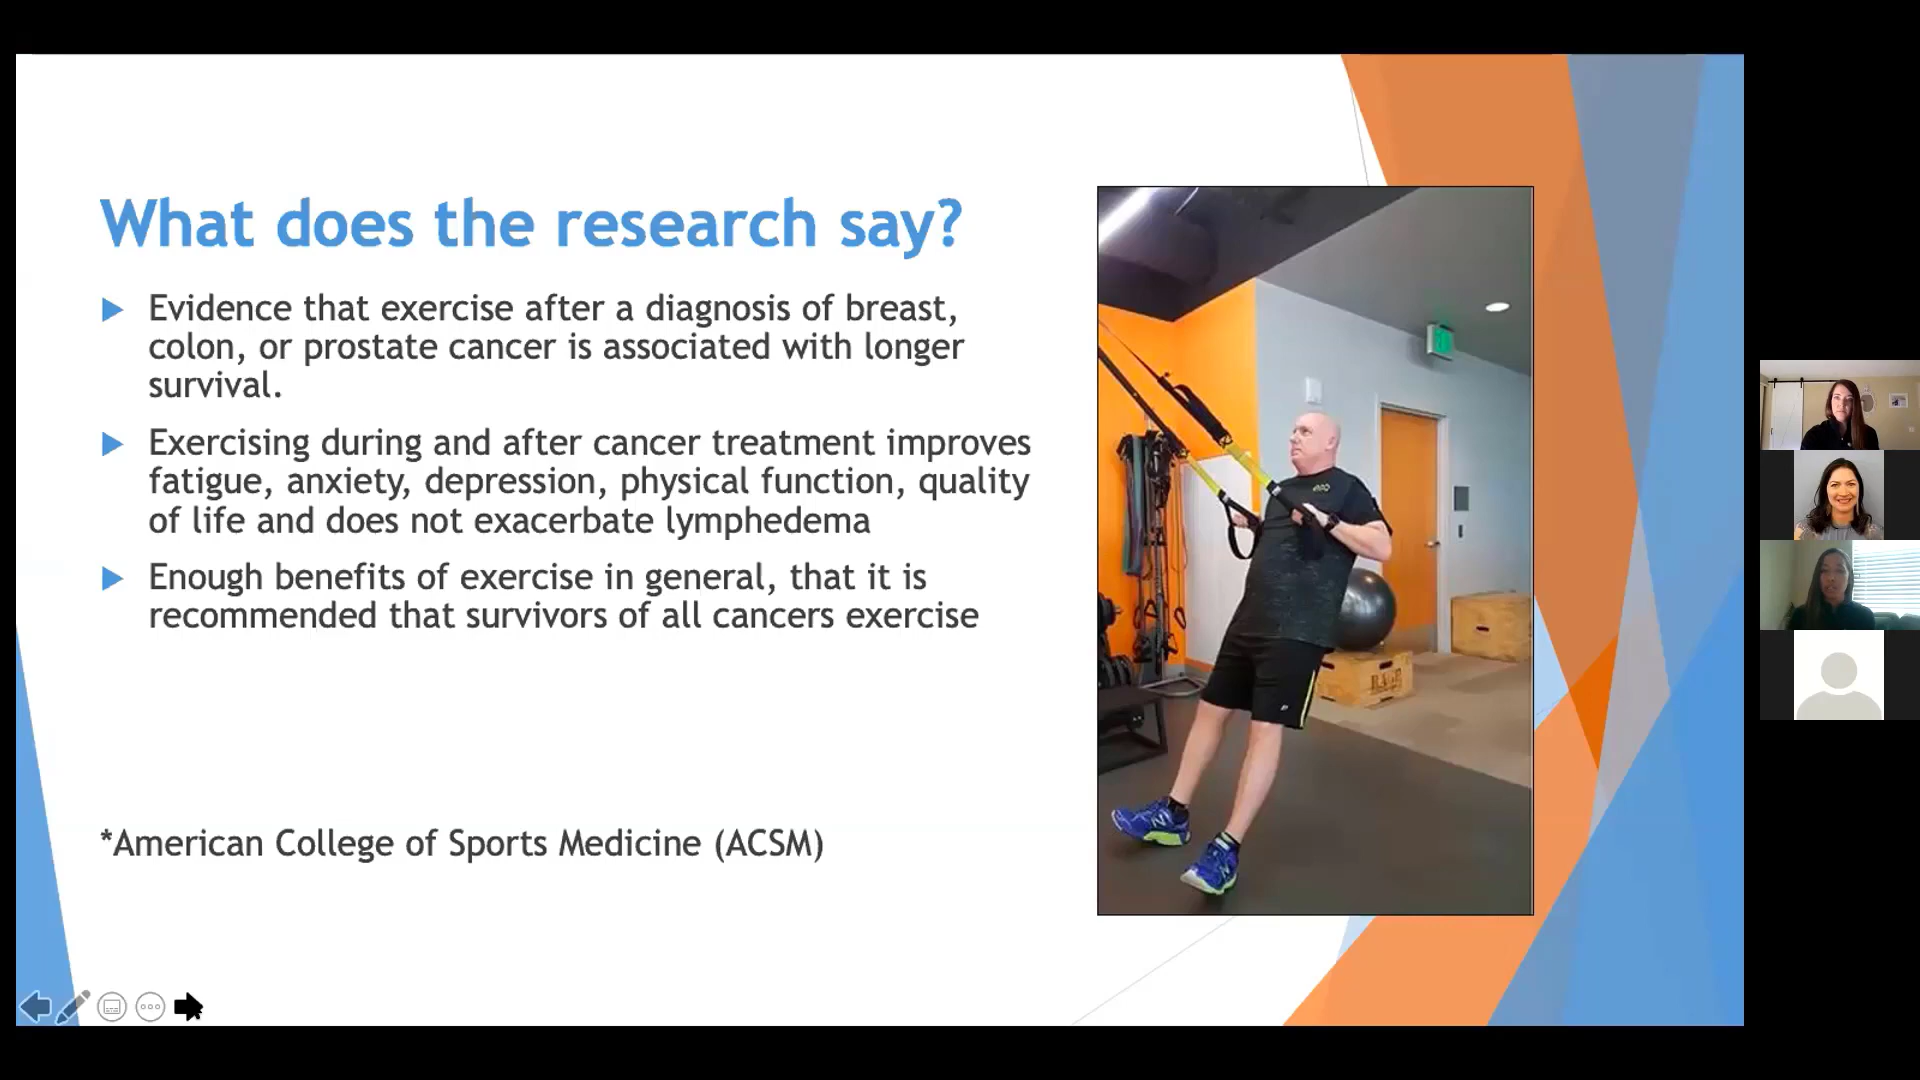 What does the research say?
Evidence that exercise after a diagnosis of breast,
colon, or prostate cancer is associated with longer
survival.
Exercising during and after cancer treatment improves
fatigue, anxiety, depression, physical function, quality
of life and does not exacerbate lymphedema
Enough benefits of exercise in general, that it is
recommended that survivors of all cancers exercise
*American College of Sports Medicine (ACSM)
RAGE